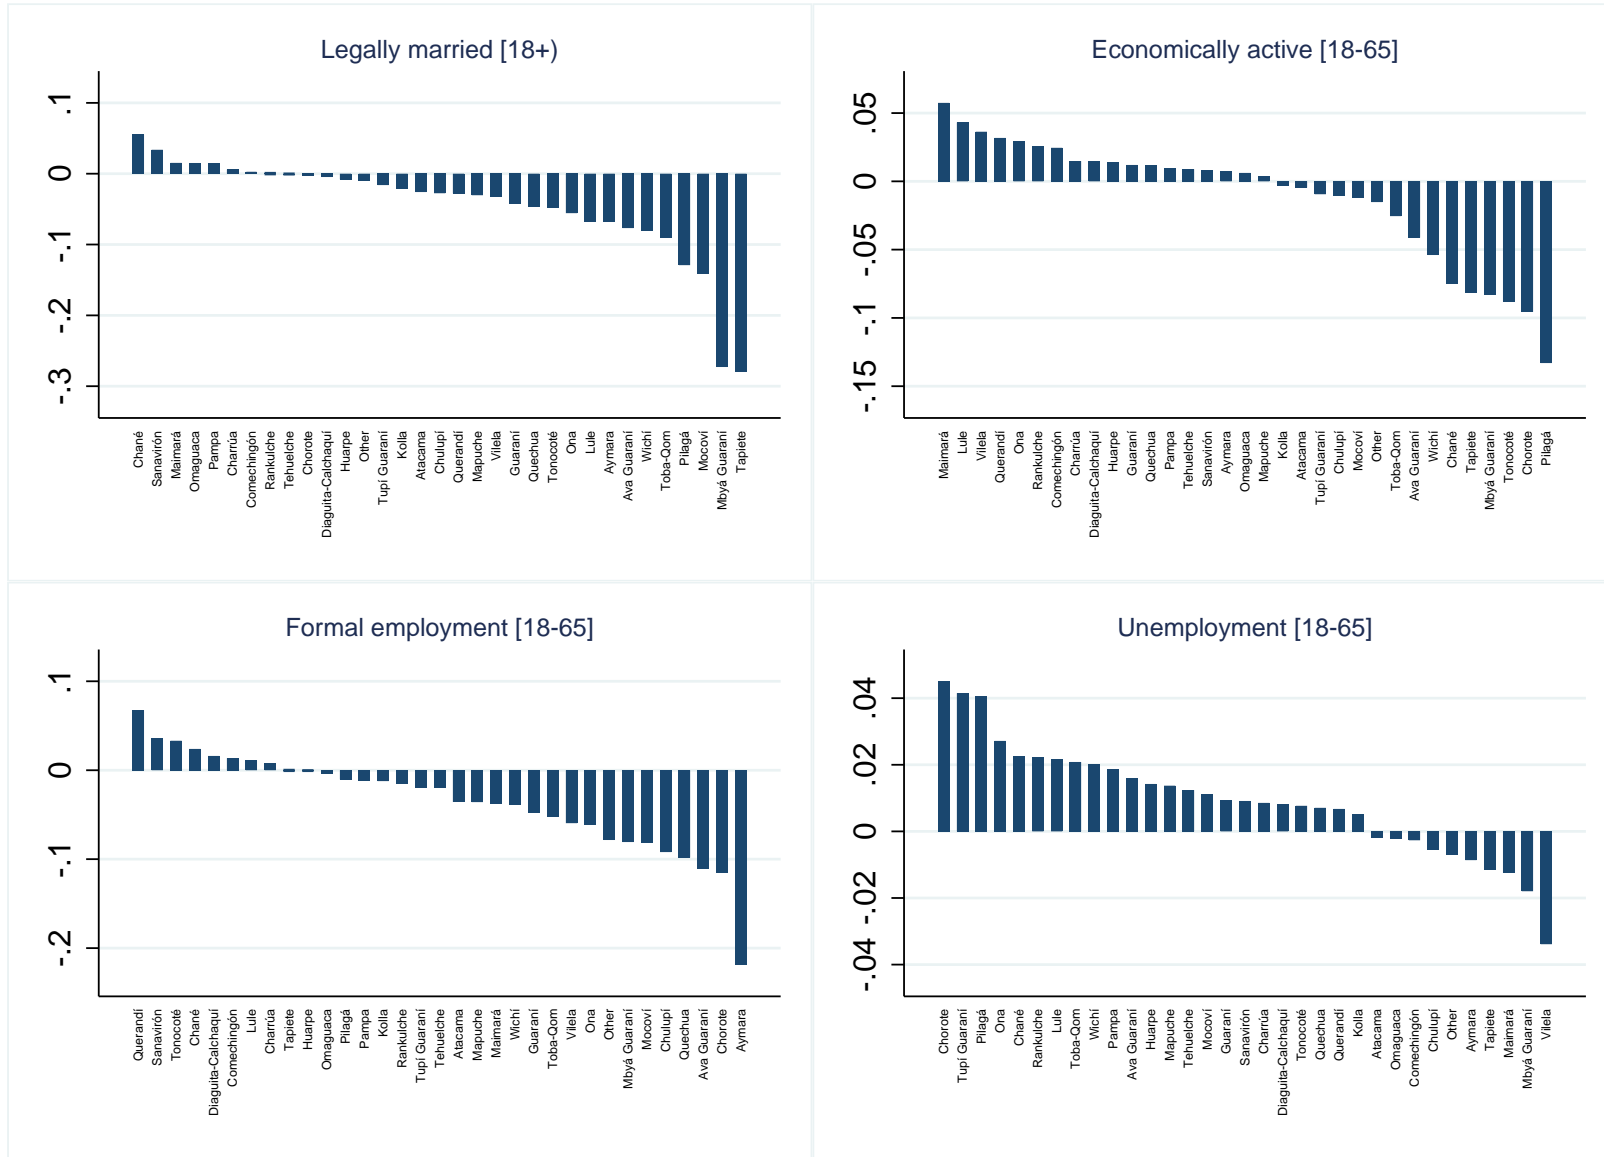 Legally married [18+)
.1
0
-.1
-.2
-.3
Chané
Sanavirón
Maimará
Omaguaca
Pampa
Charrúa
Comechingón
Rankulche
Tehuelche
Chorote
Diaguita-Calchaquí
Huarpe
Other
Tupí Guaraní
Kolla
Atacama
Chulupí
Querandí
Mapuche
Vilela
Guaraní
Quechua
Tonocoté
Ona
Lule
Aymara
Ava Guaraní
Wichí
Toba-Qom
Pilagá
Mocoví
Mbyá Guaraní
Tapiete
Economically active [18-65]
.05
0
-.05
-.1
-.15
Maimará
Lule
Vilela
Querandí
Ona
Rankulche
Comechingón
Charrúa
Diaguita-Calchaquí
Huarpe
Guaraní
Quechua
Pampa
Tehuelche
Sanavirón
Aymara
Omaguaca
Mapuche
Kolla
Atacama
Tupí Guaraní
Chulupí
Mocoví
Other
Toba-Qom
Ava Guaraní
Wichí
Chané
Tapiete
Mbyá Guaraní
Tonocoté
Chorote
Pilagá
Formal employment [18-65]
.1
0
-.1
-.2
Querandí
Sanavirón
Tonocoté
Chané
Diaguita-Calchaquí
Comechingón
Lule
Charrúa
Tapiete
Huarpe
Omaguaca
Pilagá
Pampa
Kolla
Rankulche
Tupí Guaraní
Tehuelche
Atacama
Mapuche
Maimará
Wichí
Guaraní
Toba-Qom
Vilela
Ona
Other
Mbyá Guaraní
Mocoví
Chulupí
Quechua
Ava Guaraní
Chorote
Aymara
Unemployment [18-65]
.04
.02
0
-.02
-.04
Chorote
Tupí Guaraní
Pilagá
Ona
Chané
Rankulche
Lule
Toba-Qom
Wichí
Pampa
Ava Guaraní
Huarpe
Mapuche
Tehuelche
Mocoví
Guaraní
Sanavirón
Charrúa
Diaguita-Calchaquí
Tonocoté
Quechua
Querandí
Kolla
Atacama
Omaguaca
Comechingón
Chulupí
Other
Aymara
Tapiete
Maimará
Mbyá Guaraní
Vilela